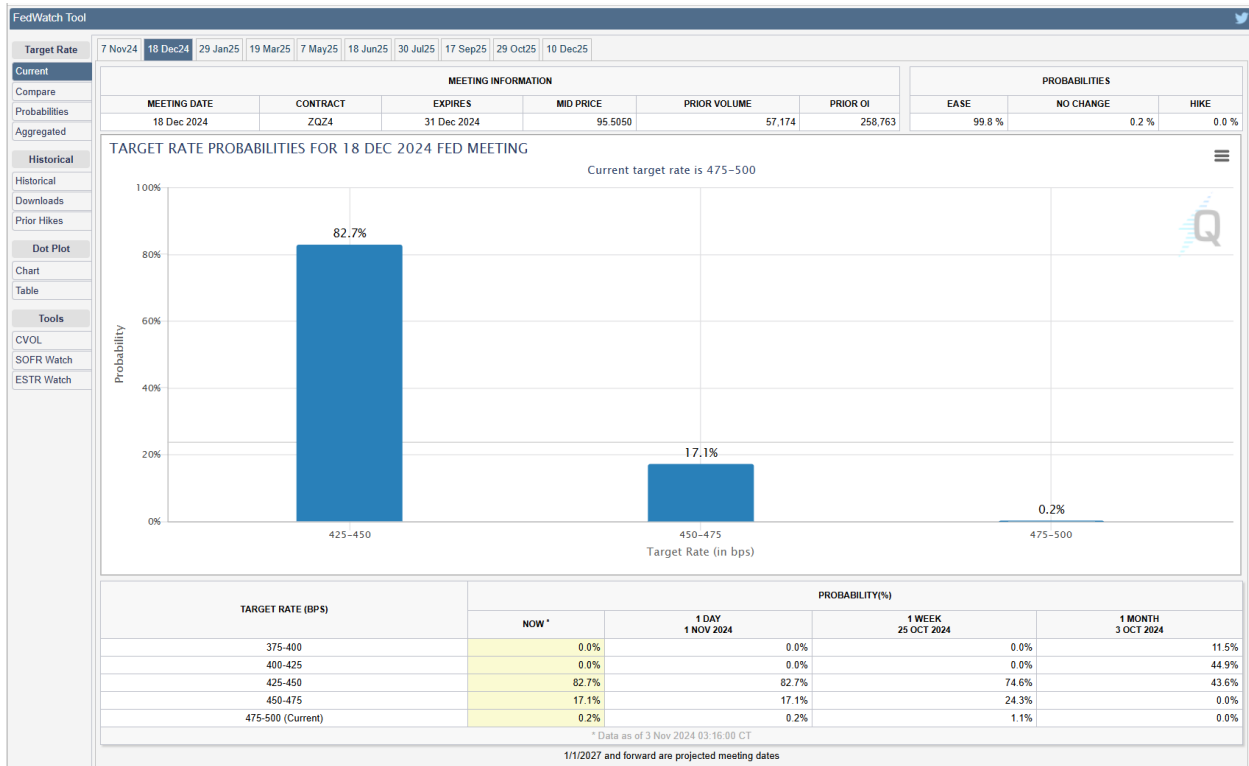 FedWatch Tool
Target Rate
Current
Compare
Probabilities
Aggregated
Historical
Historical
Downloads
Prior Hikes
Dot Plot
Chart
Table
Tools
CVOL
SOFR Watch
ESTR Watch
7 Nov24 18 Dec24 29 Jan25 19 Mar25 7 May25 18 Jun25 30 Jul25 17 Sep25 29 Oct25 10 Dec25
MEETING INFORMATION PROBABILITIES
MEETING DATE CONTRACT EXPIRES MID PRICE PRIOR VOLUME PRIOR OI EASE NO CHANGE HIKE
18 Dec 2024 ZQZ4 31 Dec 2024 95.5050 57,174 258,763 99.8 % 0.2 % 0.0 %
TARGET RATE PROBABILITIES FOR 18 DEC 2024 FED MEETING
Current target rate is 475-500
Q
Probability
100%
80%
60%
40%
20%
0%
82.7%
17.1%
0.2%
425-450 450-475 475-500
Target Rate (in bps)
TARGET RATE (BPS) PROBABILITY(%)
NOW * 1 DAY 1 WEEK 1 MONTH
1 NOV 2024 25 OCT 2024 3 OCT 2024
375-400 0.0% 0.0% 0.0% 11.5%
400-425 0.0% 0.0% 0.0% 44.9%
425-450 82.7% 82.7% 74.6% 43.6%
450-475 17.1% 17.1% 24.3% 0.0%
475-500 (Current) 0.2% 0.2% 1.1% 0.0%
* Data as of 3 Nov 2024 03:16:00 CT
1/1/2027 and forward are projected meeting dates